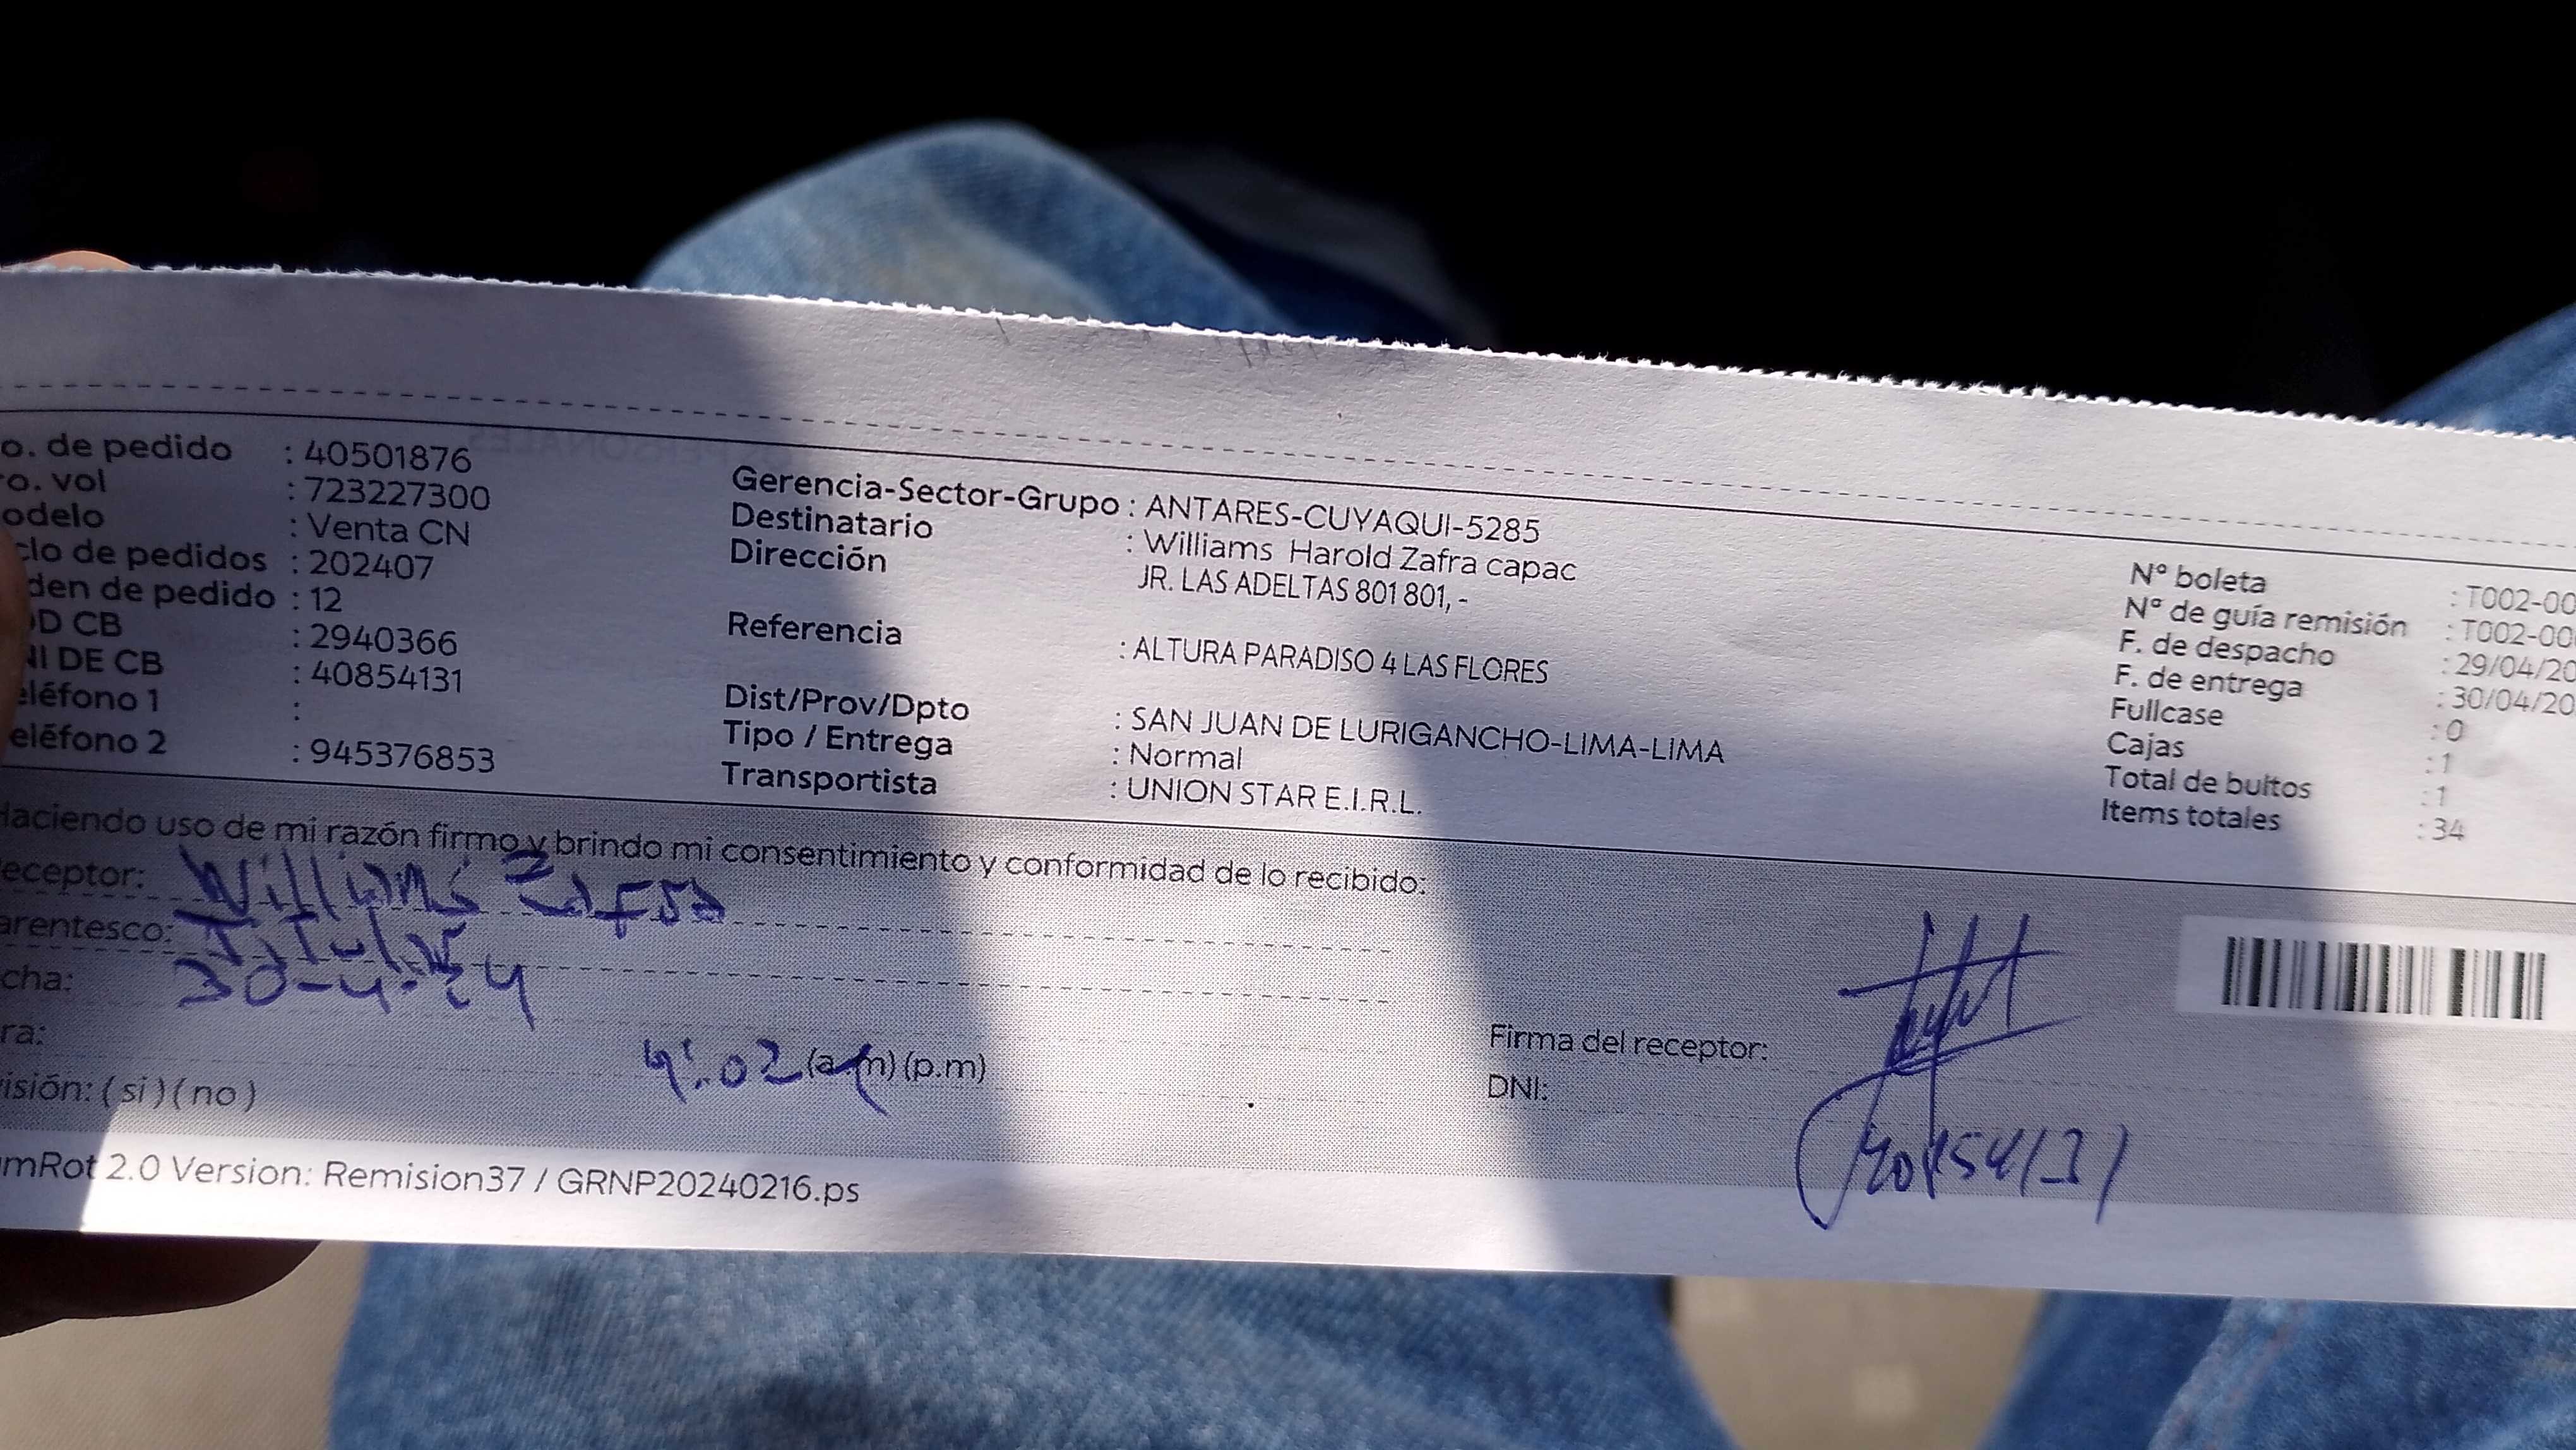 o. de pedido : 40501876
o. vol : 723227300
odelo : Venta CN
clo de pedidos : 202407
den de pedido : 12
D CB : 2940366
NI DE CB : 40854131
eléfono 1 :
eléfono 2 : 945376853
Gerencia-Sector-Grupo : ANTARES-CUYAQUI-5285
Destinatario : Williams Harold Zafra capac
Dirección JR. LAS ADELTAS 801 801, -
Referencia : ALTURA PARADISO 4 LAS FLORES
Dist/Prov/Dpto : SAN JUAN DE LURIGANCHO-LIMA-LIMA
Tipo / Entrega : Normal
Transportista : UNION STAR E.I.R.L.
N° boleta : T002-00
N° de guía remisión : T002-00
F. de despacho : 29/04/20
F. de entrega : 30/04/20
Fullcase : 0
Cajas : 1
Total de bultos : 1
Items totales : 34
Haciendo uso de mi razón firmo y brindo mi consentimiento y conformidad de lo recibido:
eceptor: Williams Zafra
arentesco: Titular
cha: 30-4-24
ra: 4:02 (a.m) (p.m)
isión: ( si ) ( no )
Firma del receptor:
DNI: 40854131
mRot 2.0 Version: Remision37 / GRNP20240216.ps